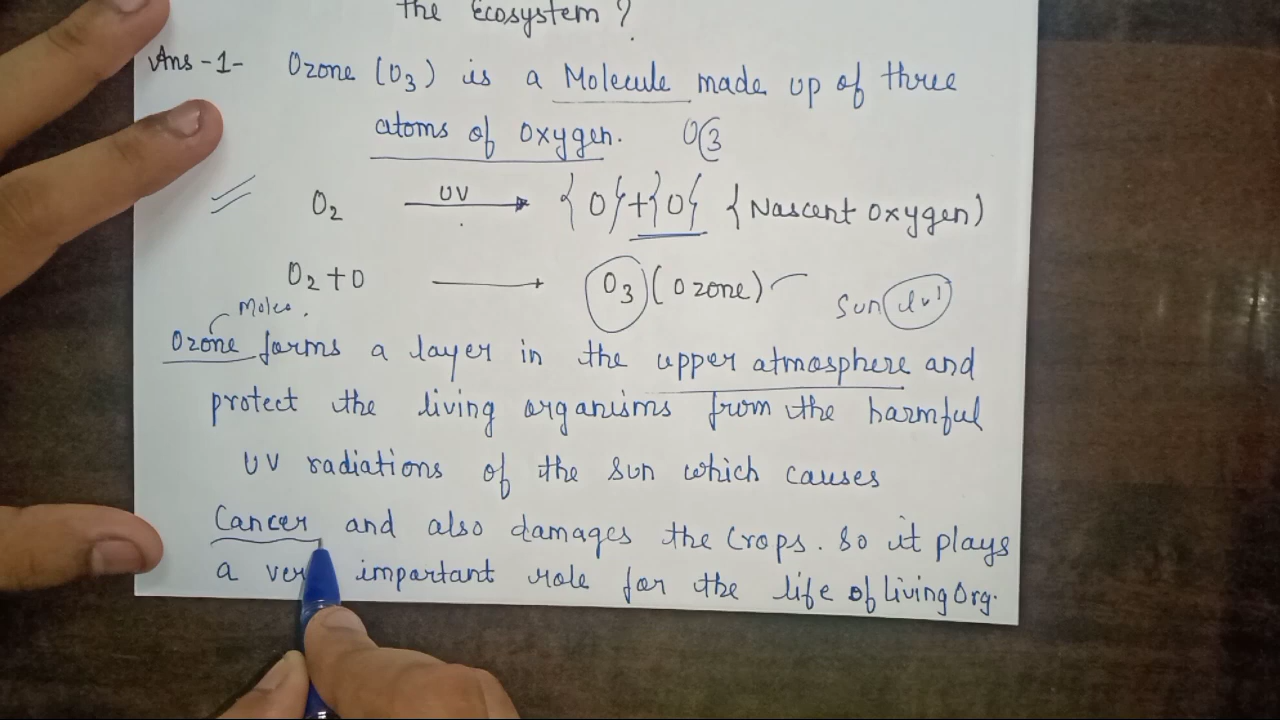 the Ecosystem ?
Ans -1- Ozone (O3) is a Molecule made up of three
atoms of Oxygen. O3
O2 UV {O}+{O} {Nascent Oxygen)
O2+O O3 (Ozone)
Sun
Ozone forms a layer in the upper atmosphere and
protect the living organisms from the harmful
UV radiations of the Sun which causes
Cancer and also damages the Crops. So it plays
a important role for the life of living Org.